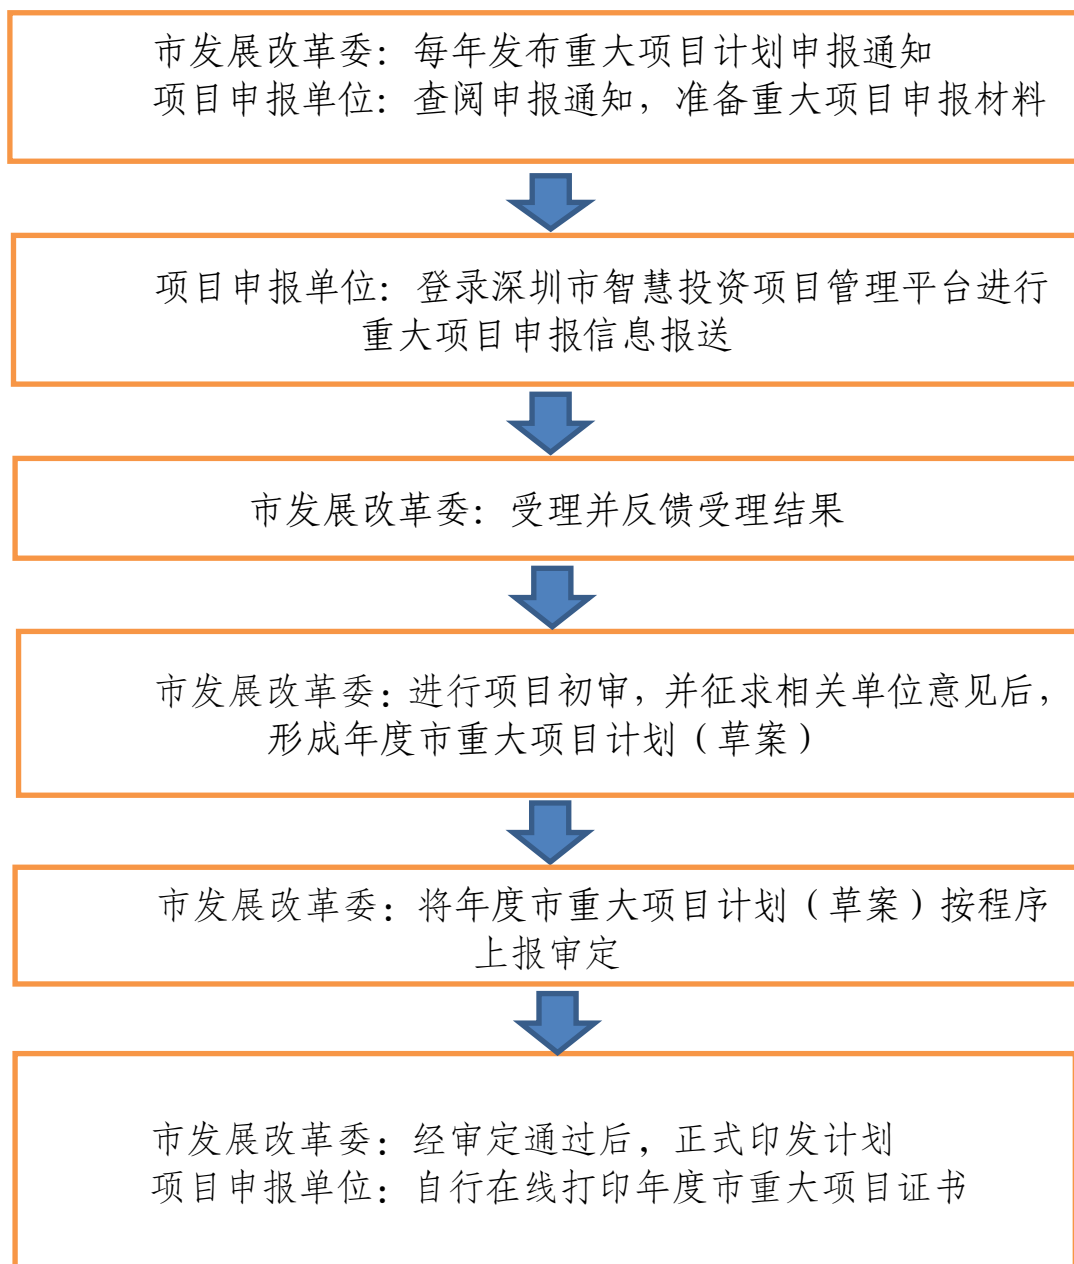 市发展改革委：每年发布重大项目计划申报通知
项目申报单位：查阅申报通知，准备重大项目申报材料
项目申报单位：登录深圳市智慧投资项目管理平台进行
重大项目申报信息报送
市发展改革委：受理并反馈受理结果
市发展改革委：进行项目初审，并征求相关单位意见后，
形成年度市重大项目计划（草案）
市发展改革委：将年度市重大项目计划（草案）按程序
上报审定
市发展改革委：经审定通过后，正式印发计划
项目申报单位：自行在线打印年度市重大项目证书